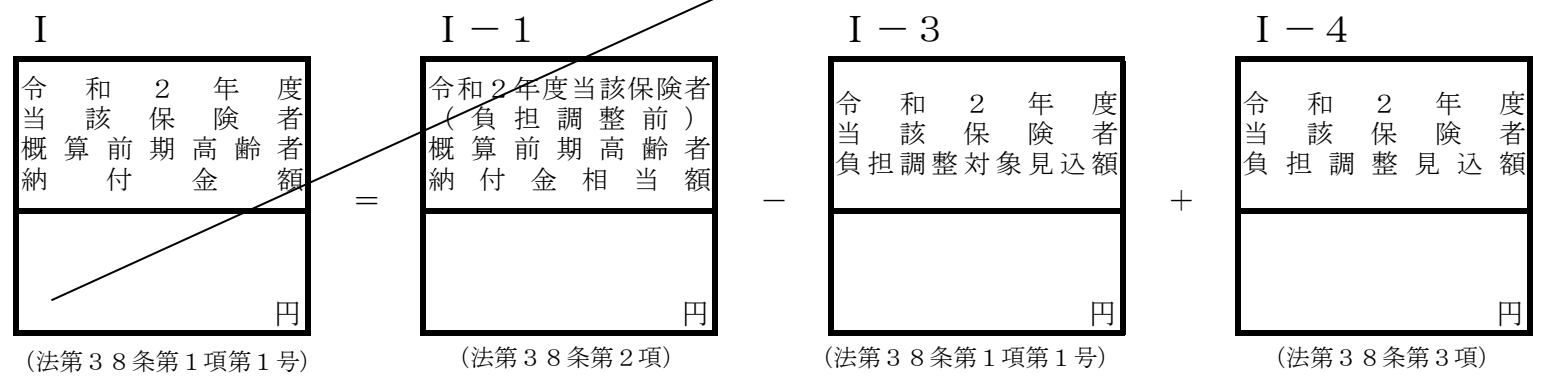 Ⅰ
令和２年度
当該保険者
概算前期高齢者
納付金額
円
(法第３８条第１項第１号)
＝
Ⅰ－１
令和２年度当該保険者
(負担調整前)
概算前期高齢者
納付金相当額
円
(法第３８条第２項)
－
Ⅰ－３
令和２年度
当該保険者
負担調整対象見込額
円
(法第３８条第１項第１号)
＋
Ⅰ－４
令和２年度
当該保険者
負担調整見込額
円
(法第３８条第３項)